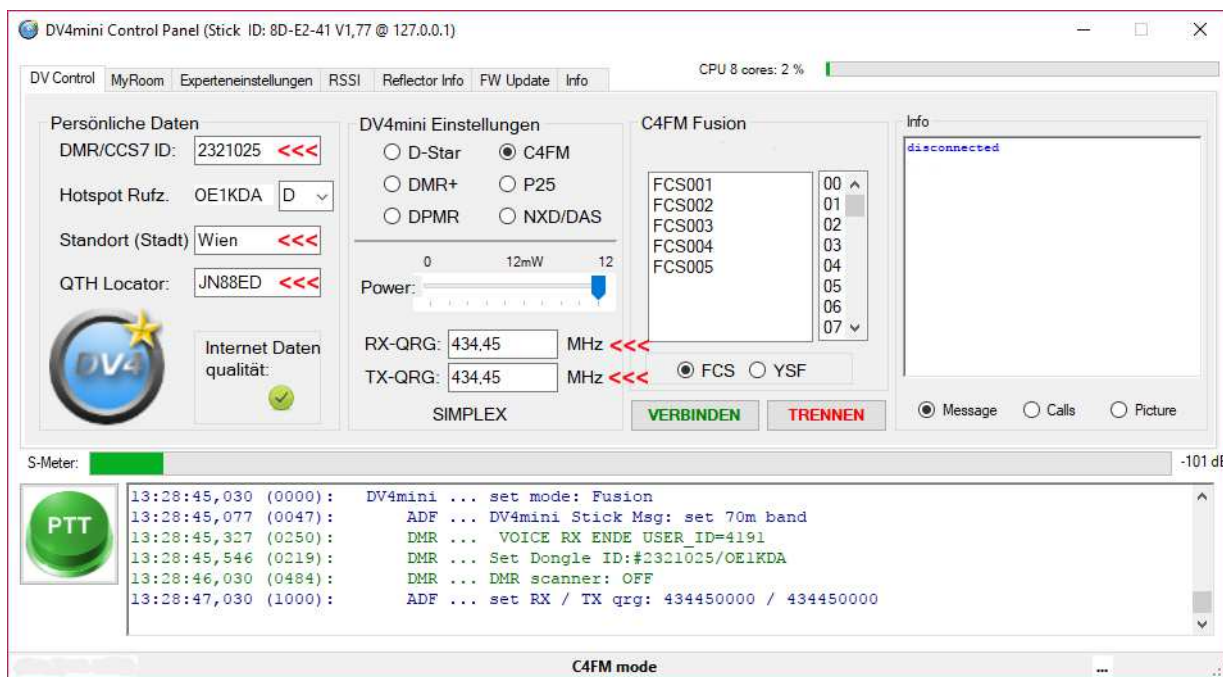 DV4mini Control Panel (Stick ID: 8D-E2-41 V1,77 @ 127.0.0.1)
DV Control MyRoom Experteneinstellungen RSSI Reflector Info FW Update Info
CPU 8 cores: 2 %
Persönliche Daten
DMR/CCS7 ID: 2321025 <<<
Hotspot Rufz. OE1KDA D
Standort (Stadt) Wien <<<
QTH Locator: JN88ED <<<
DV4
Internet Daten
qualität:
DV4mini Einstellungen
D-Star C4FM
DMR+ P25
DPMR NXD/DAS
0 12mW 12
Power:
RX-QRG: 434,45 MHz <<<
TX-QRG: 434,45 MHz <<<
SIMPLEX
C4FM Fusion
FCS001
FCS002
FCS003
FCS004
FCS005
00
01
02
03
04
05
06
07
FCS YSF
VERBINDEN TRENNEN
Info
disconnected
Message Calls Picture
S-Meter: -101
PTT
13:28:45,030 (0000): DV4mini ... set mode: Fusion
13:28:45,077 (0047): ADF ... DV4mini Stick Msg: set 70m band
13:28:45,327 (0250): DMR ... VOICE RX ENDE USER_ID=4191
13:28:45,546 (0219): DMR ... Set Dongle ID:#2321025/OE1KDA
13:28:46,030 (0484): DMR ... DMR scanner: OFF
13:28:47,030 (1000): ADF ... set RX / TX qrg: 434450000 / 434450000
C4FM mode ...